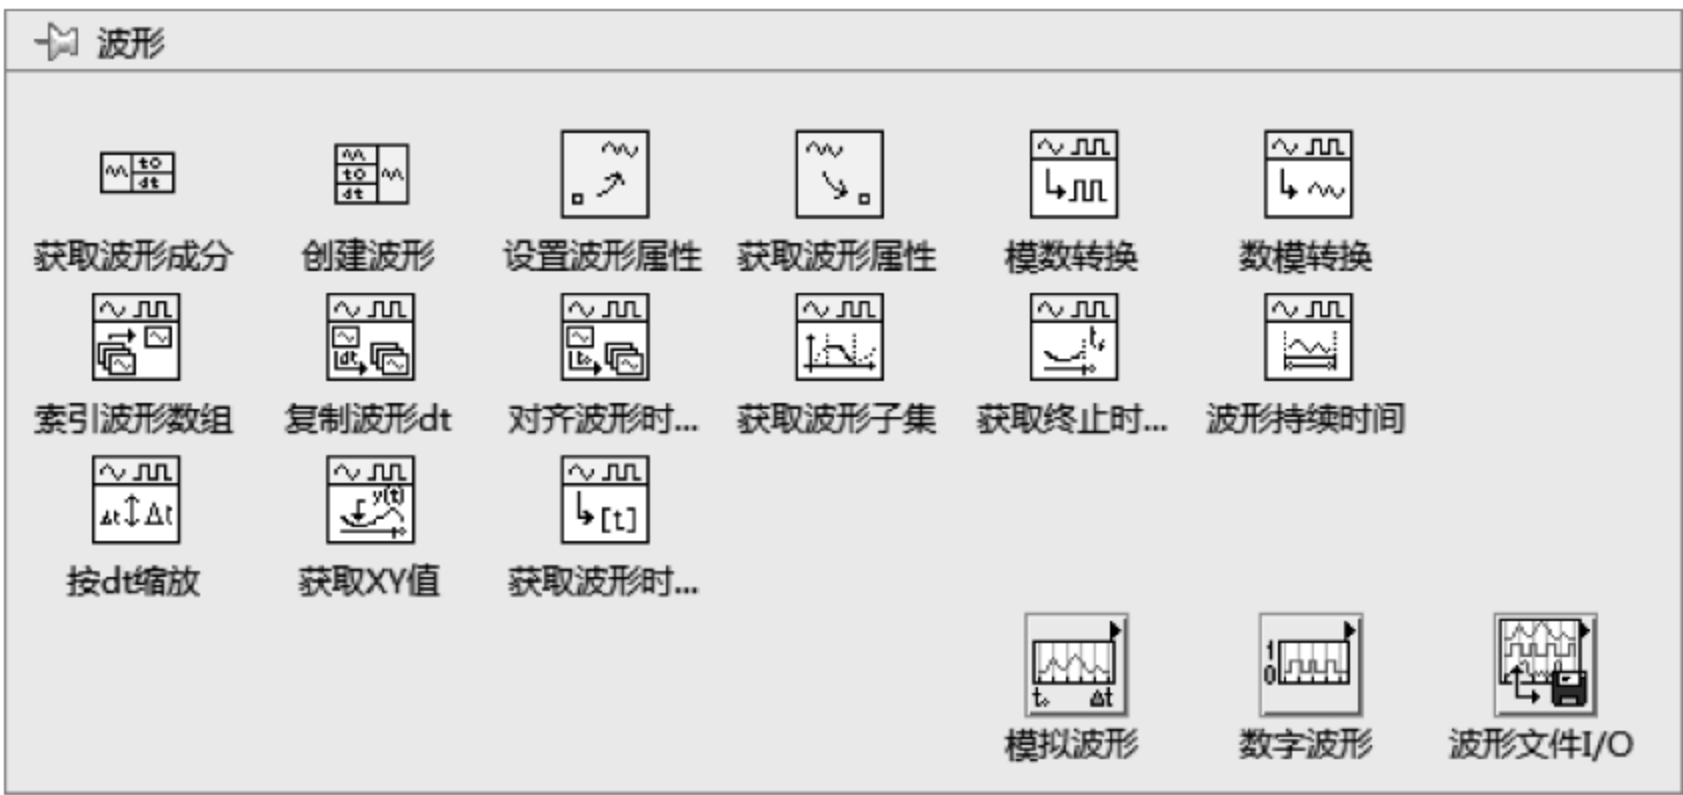 波形
获取波形成分 创建波形 设置波形属性 获取波形属性 模数转换 数模转换
索引波形数组 复制波形dt 对齐波形时... 获取波形子集 获取终止时... 波形持续时间
按dt缩放 获取XY值 获取波形时...
模拟波形 数字波形 波形文件I/O